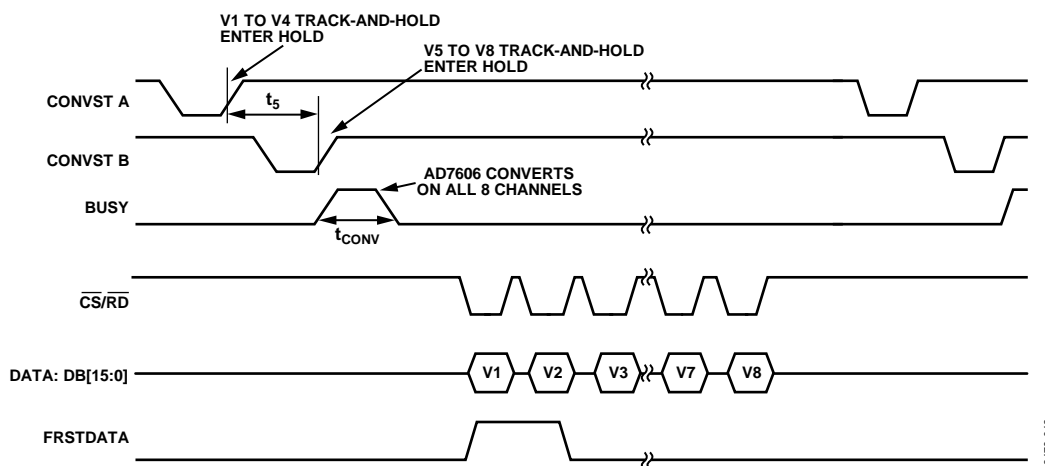 V1 TO V4 TRACK-AND-HOLD
ENTER HOLD
V5 TO V8 TRACK-AND-HOLD
ENTER HOLD
CONVST A
t5
CONVST B
AD7606 CONVERTS
ON ALL 8 CHANNELS
BUSY
tCONV
CS/RD
DATA: DB[15:0]
V1
V2
V3
V7
V8
FRSTDATA